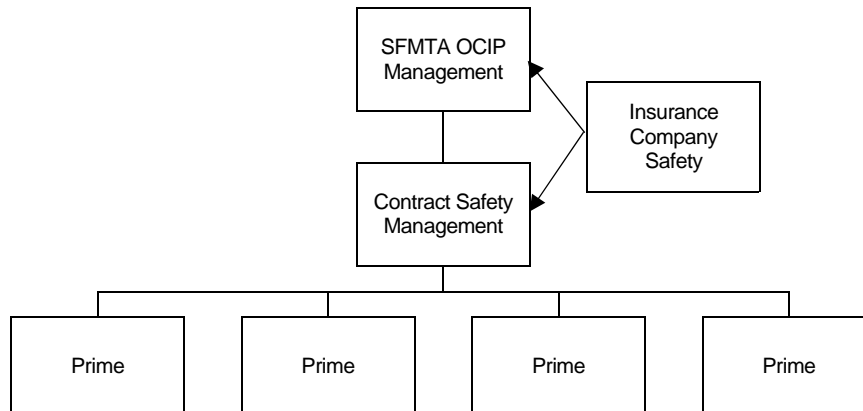 SFMTA OCIP
Management
Insurance
Company
Safety
Contract Safety
Management
Prime
Prime
Prime
Prime